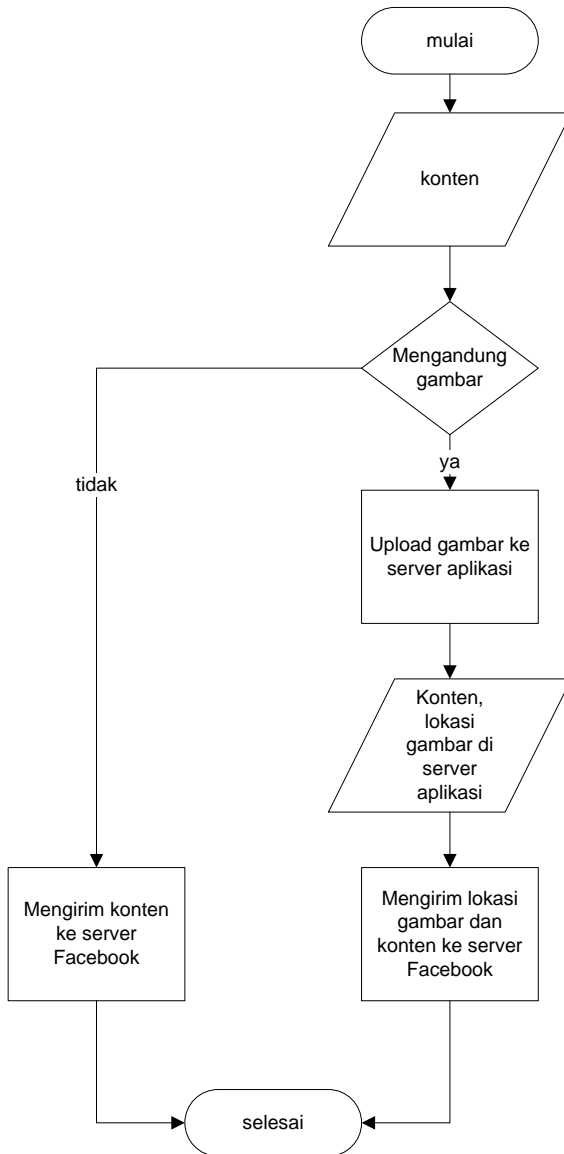 mulai
konten
Mengandung
gambar
tidak
ya
Upload gambar ke
server aplikasi
Konten,
lokasi
gambar di
server
aplikasi
Mengirim konten
ke server
Facebook
Mengirim lokasi
gambar dan
konten ke server
Facebook
selesai